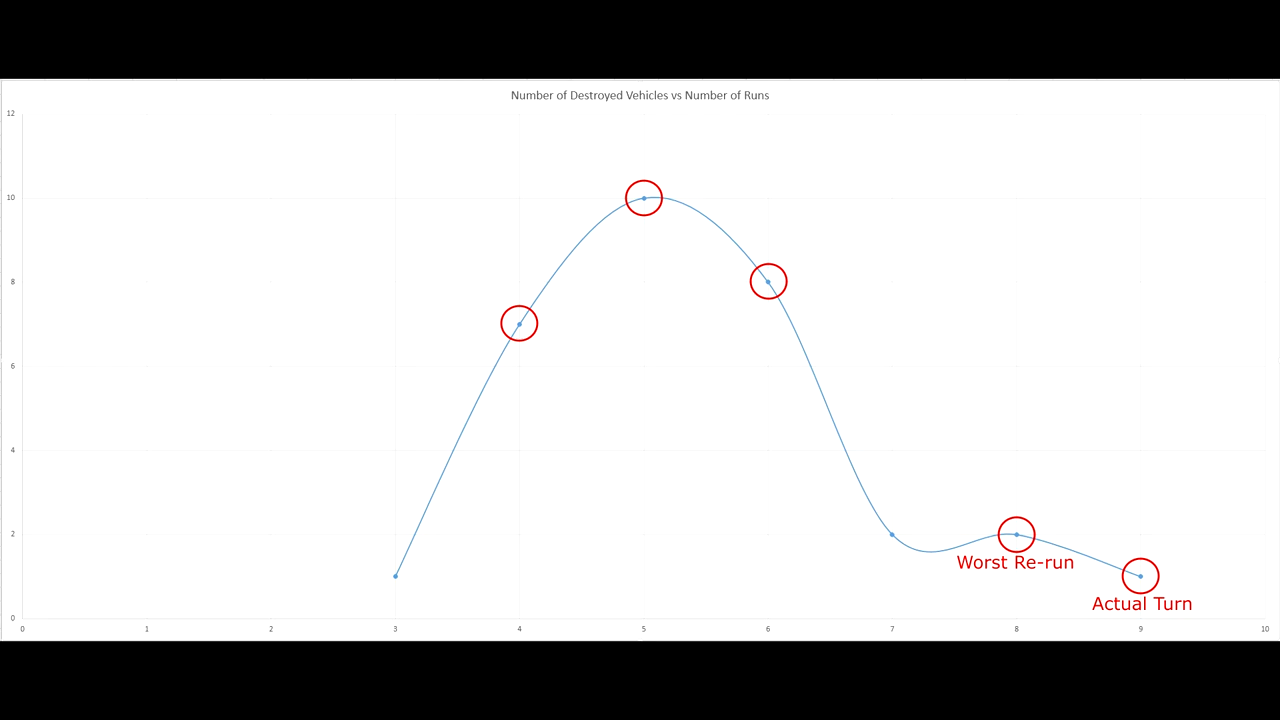 Number of Destroyed Vehicles vs Number of Runs
12
10
8
6
4
2
0
Worst Re-run
Actual Turn
0 1 2 3 4 5 6 7 8 9 10